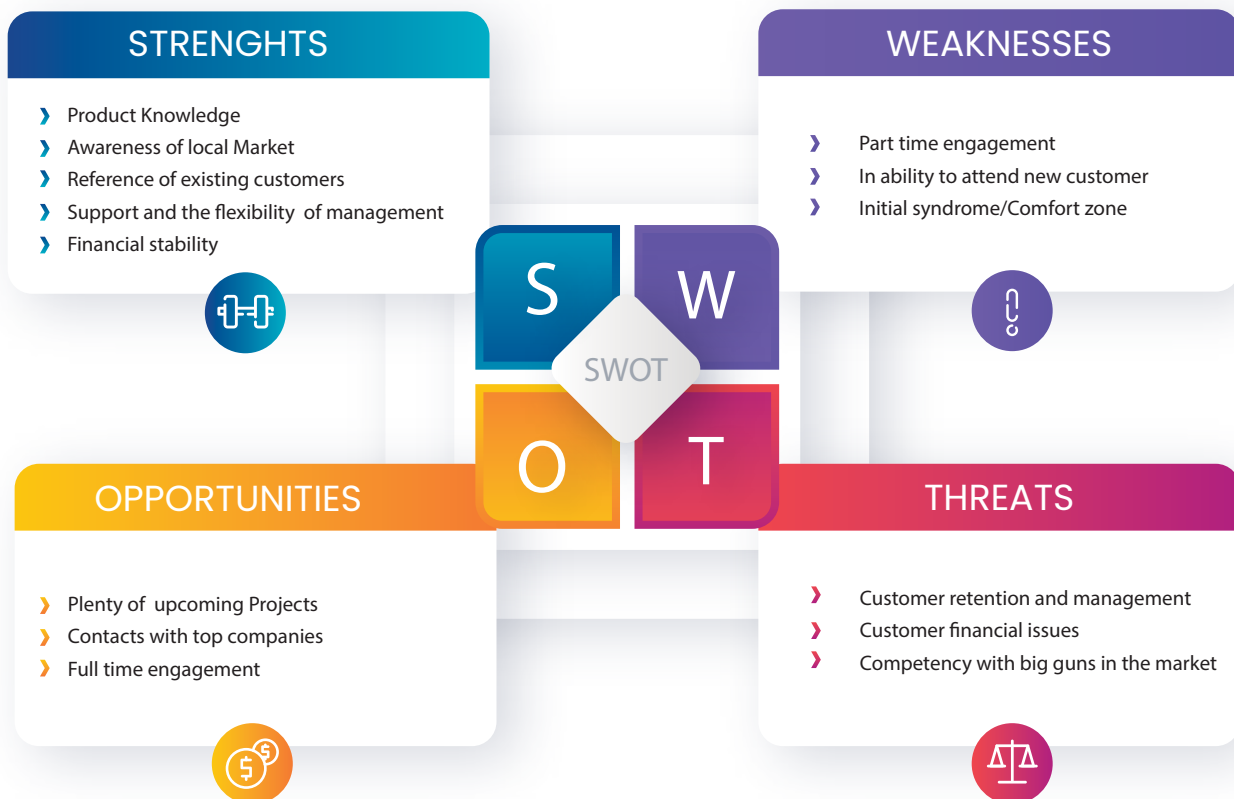 STRENGHTS
Product Knowledge
Awareness of local Market
Reference of existing customers
Support and the flexibility of management
Financial stability
WEAKNESSES
Part time engagement
In ability to attend new customer
Initial syndrome/Comfort zone
S
W
SWOT
O
T
OPPORTUNITIES
Plenty of upcoming Projects
Contacts with top companies
Full time engagement
THREATS
Customer retention and management
Customer financial issues
Competency with big guns in the market
$
$